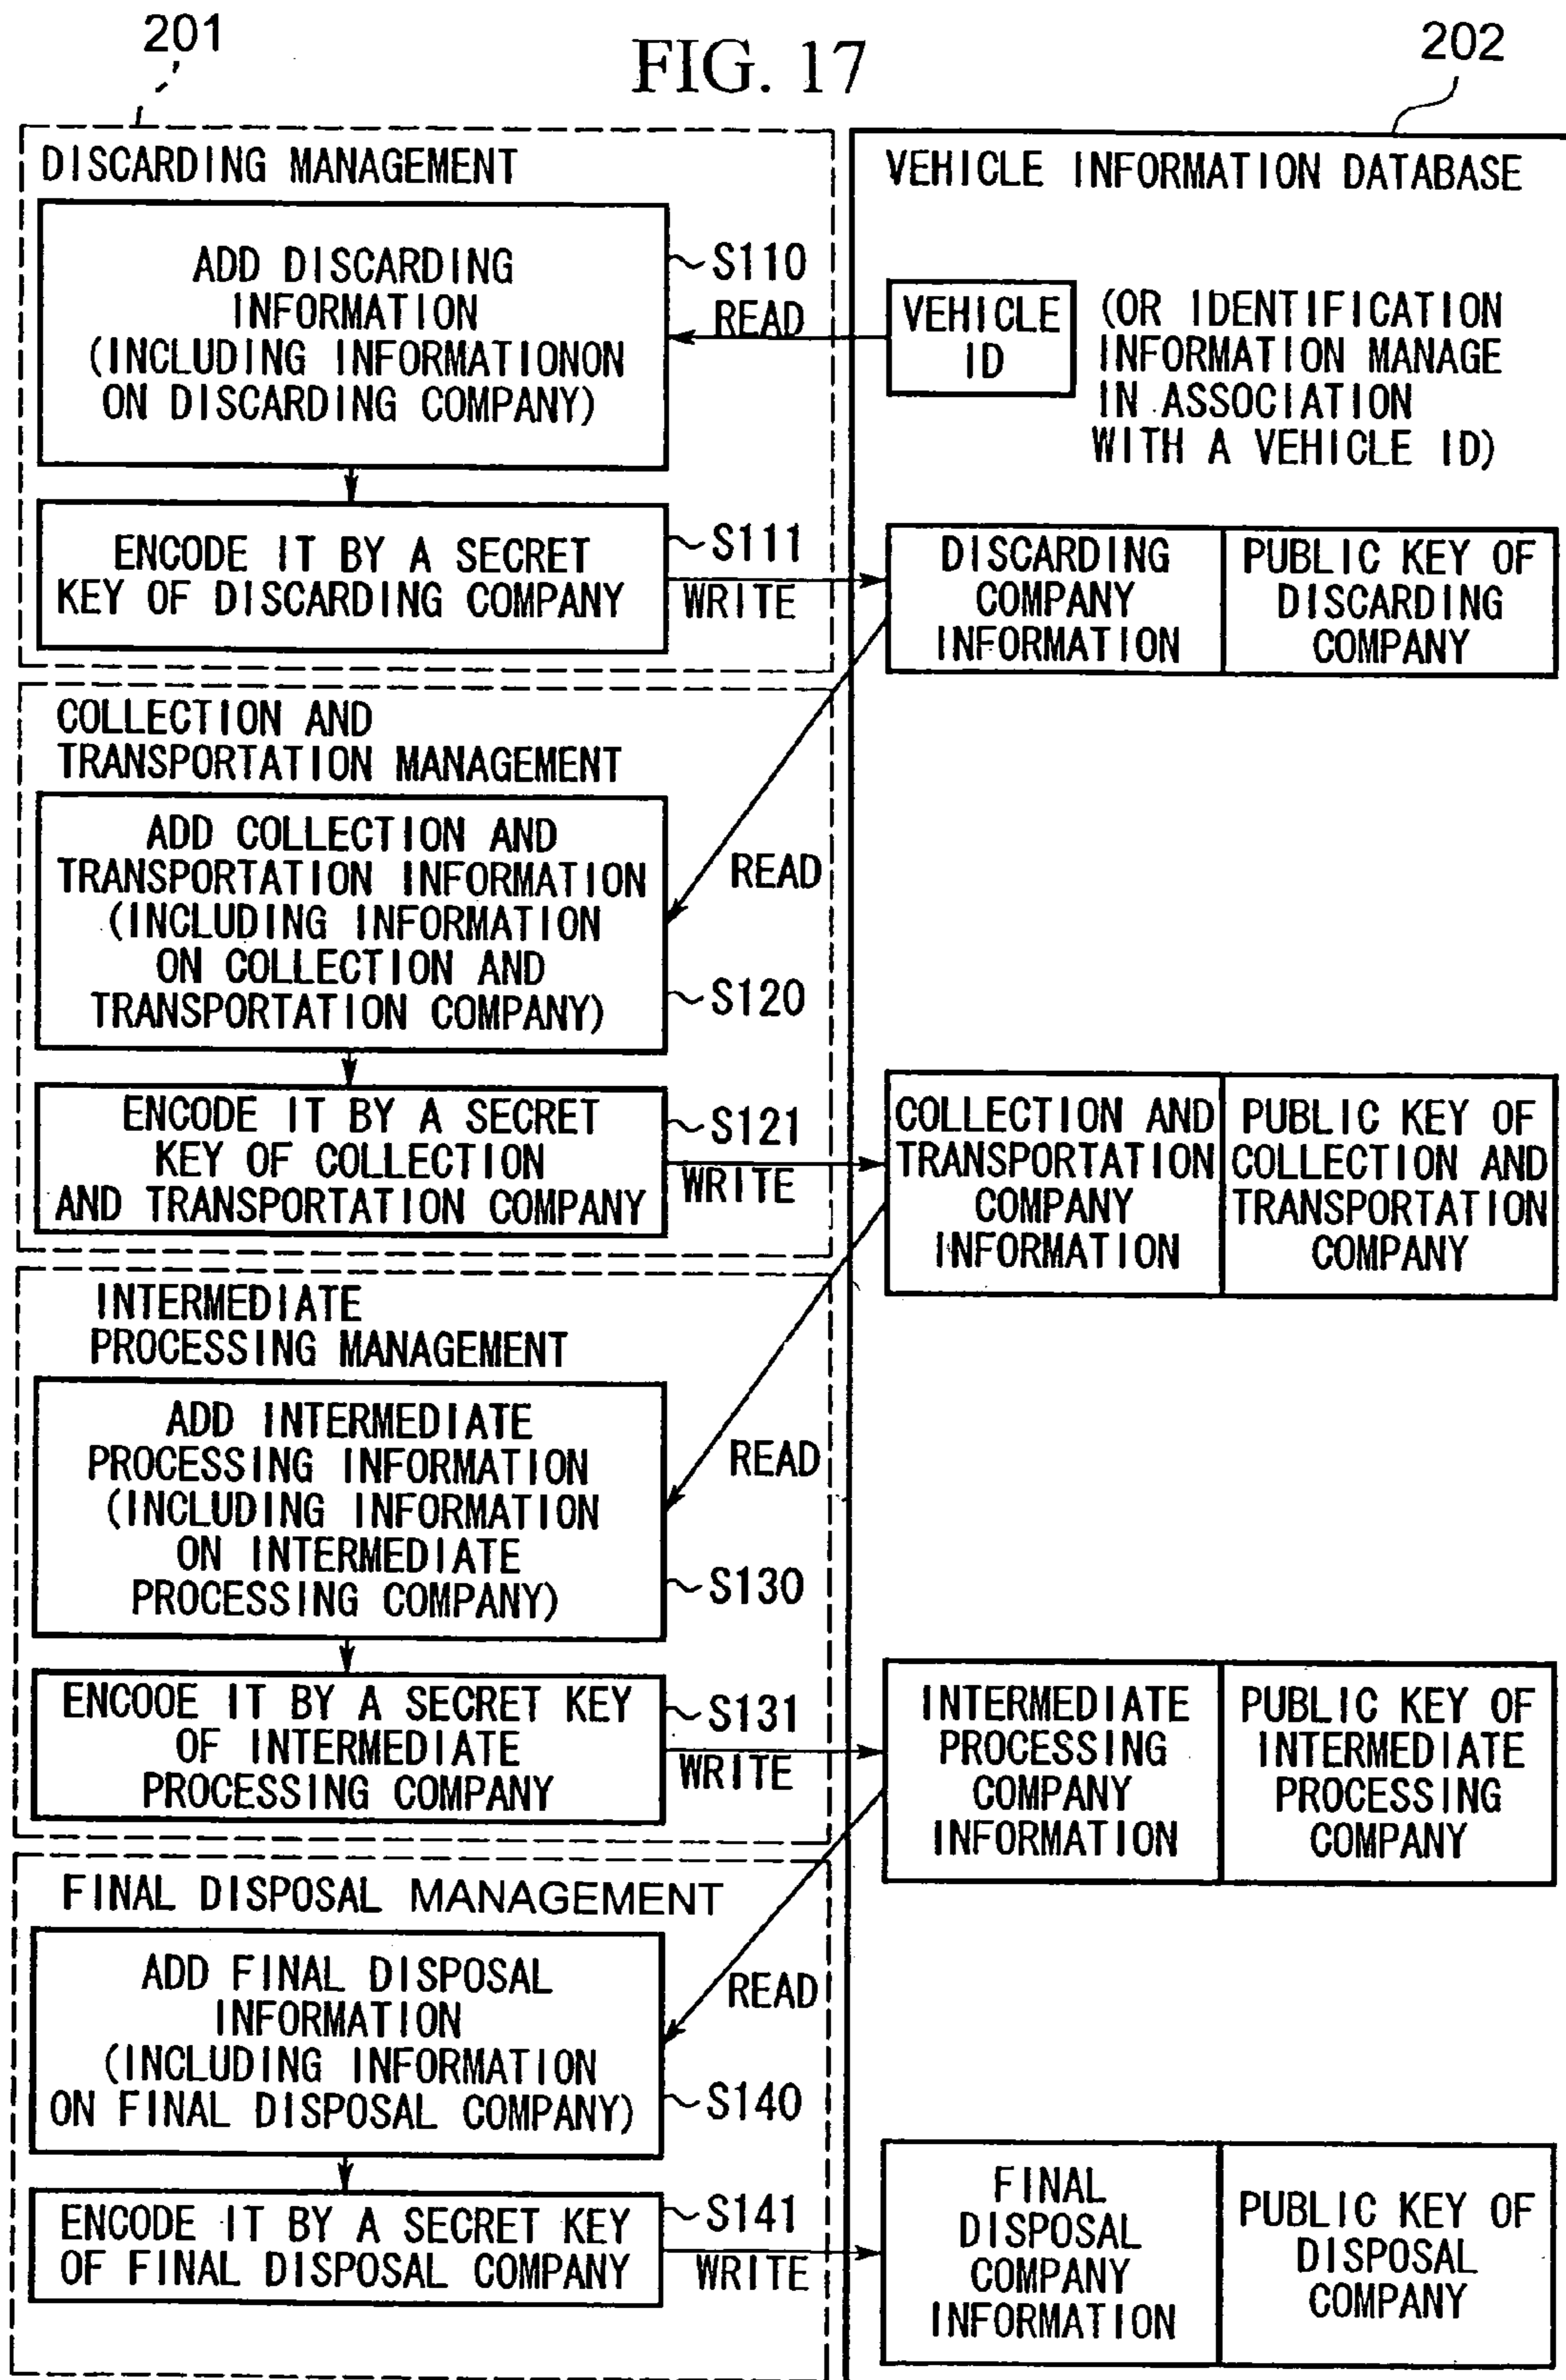 201
FIG. 17
202
DISCARDING MANAGEMENT
ADD DISCARDING
INFORMATION
(INCLUDING INFORMATIONON
ON DISCARDING COMPANY)
S110
READ
ENCODE IT BY A SECRET
KEY OF DISCARDING COMPANY
S111
WRITE
COLLECTION AND
TRANSPORTATION MANAGEMENT
ADD COLLECTION AND
TRANSPORTATION INFORMATION
(INCLUDING INFORMATION
ON COLLECTION AND
TRANSPORTATION COMPANY)
READ
S120
ENCODE IT BY A SECRET
KEY OF COLLECTION
AND TRANSPORTATION COMPANY
S121
WRITE
INTERMEDIATE
PROCESSING MANAGEMENT
ADD INTERMEDIATE
PROCESSING INFORMATION
(INCLUDING INFORMATION
ON INTERMEDIATE
PROCESSING COMPANY)
READ
S130
ENCOOE IT BY A SECRET KEY
OF INTERMEDIATE
PROCESSING COMPANY
S131
WRITE
FINAL DISPOSAL MANAGEMENT
ADD FINAL DISPOSAL
INFORMATION
(INCLUDING INFORMATION
ON FINAL DISPOSAL COMPANY)
READ
S140
ENCODE IT BY A SECRET KEY
OF FINAL DISPOSAL COMPANY
S141
WRITE
VEHICLE INFORMATION DATABASE
VEHICLE
ID
(OR IDENTIFICATION
INFORMATION MANAGE
IN ASSOCIATION
WITH A VEHICLE ID)
DISCARDING
COMPANY
INFORMATION
PUBLIC KEY OF
DISCARDING
COMPANY
COLLECTION AND
TRANSPORTATION
COMPANY
INFORMATION
PUBLIC KEY OF
COLLECTION AND
TRANSPORTATION
COMPANY
INTERMEDIATE
PROCESSING
COMPANY
INFORMATION
PUBLIC KEY OF
INTERMEDIATE
PROCESSING
COMPANY
FINAL
DISPOSAL
COMPANY
INFORMATION
PUBLIC KEY OF
DISPOSAL
COMPANY